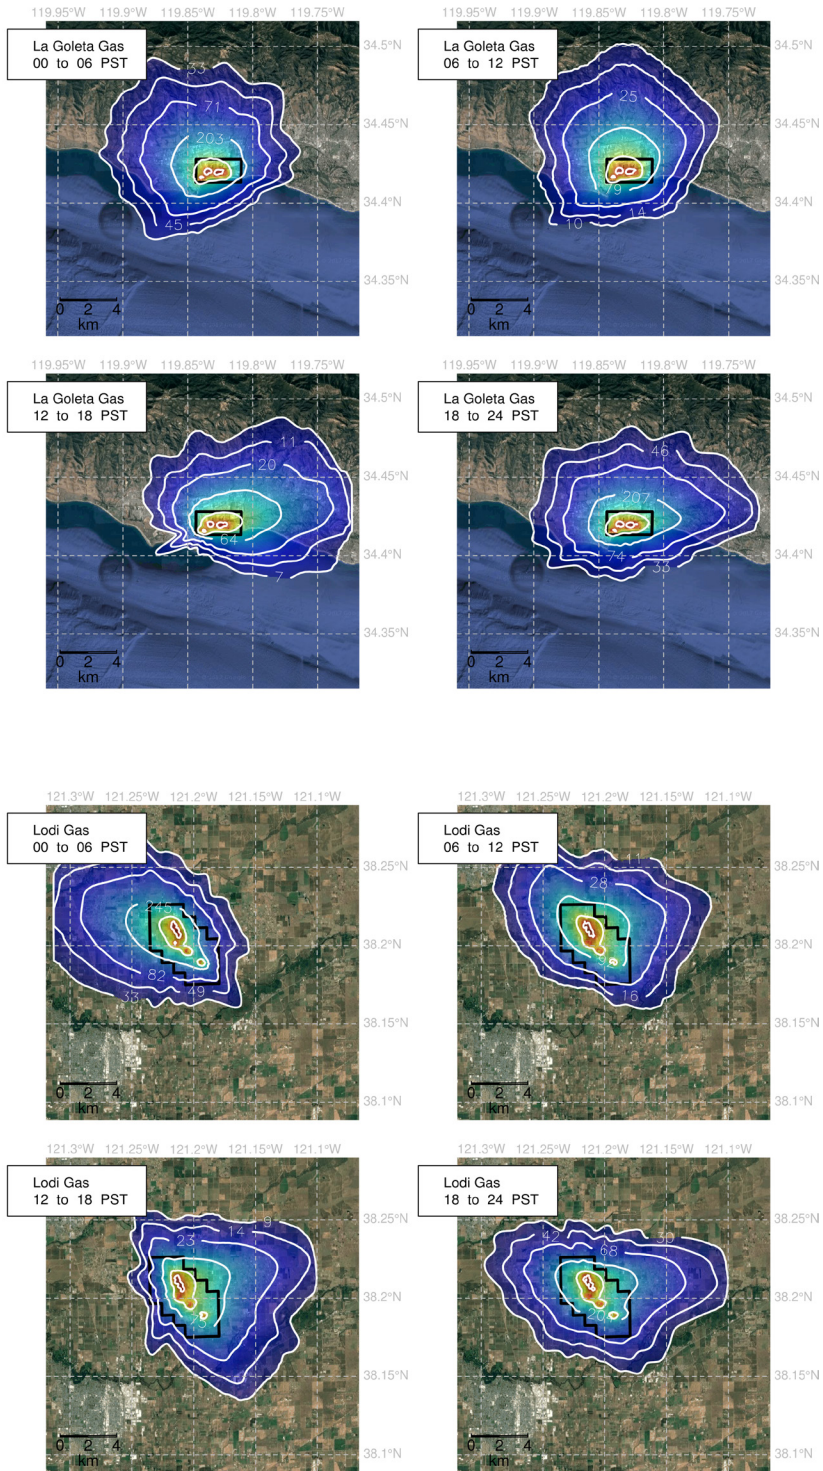 119.95°W 119.9°W 119.85°W 119.8°W 119.75°W
La Goleta Gas
00 to 06 PST
34.5°N
34.45°N
34.4°N
34.35°N
33
71
203
45
0 2 4
km
119.95°W 119.9°W 119.85°W 119.8°W 119.75°W
La Goleta Gas
06 to 12 PST
34.5°N
34.45°N
34.4°N
34.35°N
25
79
10
14
0 2 4
km
119.95°W 119.9°W 119.85°W 119.8°W 119.75°W
La Goleta Gas
12 to 18 PST
34.5°N
34.45°N
34.4°N
34.35°N
11
20
64
7
0 2 4
km
119.95°W 119.9°W 119.85°W 119.8°W 119.75°W
La Goleta Gas
18 to 24 PST
34.5°N
34.45°N
34.4°N
34.35°N
46
207
74
33
0 2 4
km
121.3°W 121.25°W 121.2°W 121.15°W 121.1°W
Lodi Gas
00 to 06 PST
38.25°N
38.2°N
38.15°N
38.1°N
245
82
49
33
0 2 4
km
121.3°W 121.25°W 121.2°W 121.15°W 121.1°W
Lodi Gas
06 to 12 PST
38.25°N
38.2°N
38.15°N
38.1°N
11
28
16
0 2 4
km
121.3°W 121.25°W 121.2°W 121.15°W 121.1°W
Lodi Gas
12 to 18 PST
38.25°N
38.2°N
38.15°N
38.1°N
9
14
23
75
0 2 4
km
121.3°W 121.25°W 121.2°W 121.15°W 121.1°W
Lodi Gas
18 to 24 PST
38.25°N
38.2°N
38.15°N
38.1°N
42
68
30
0 2 4
km